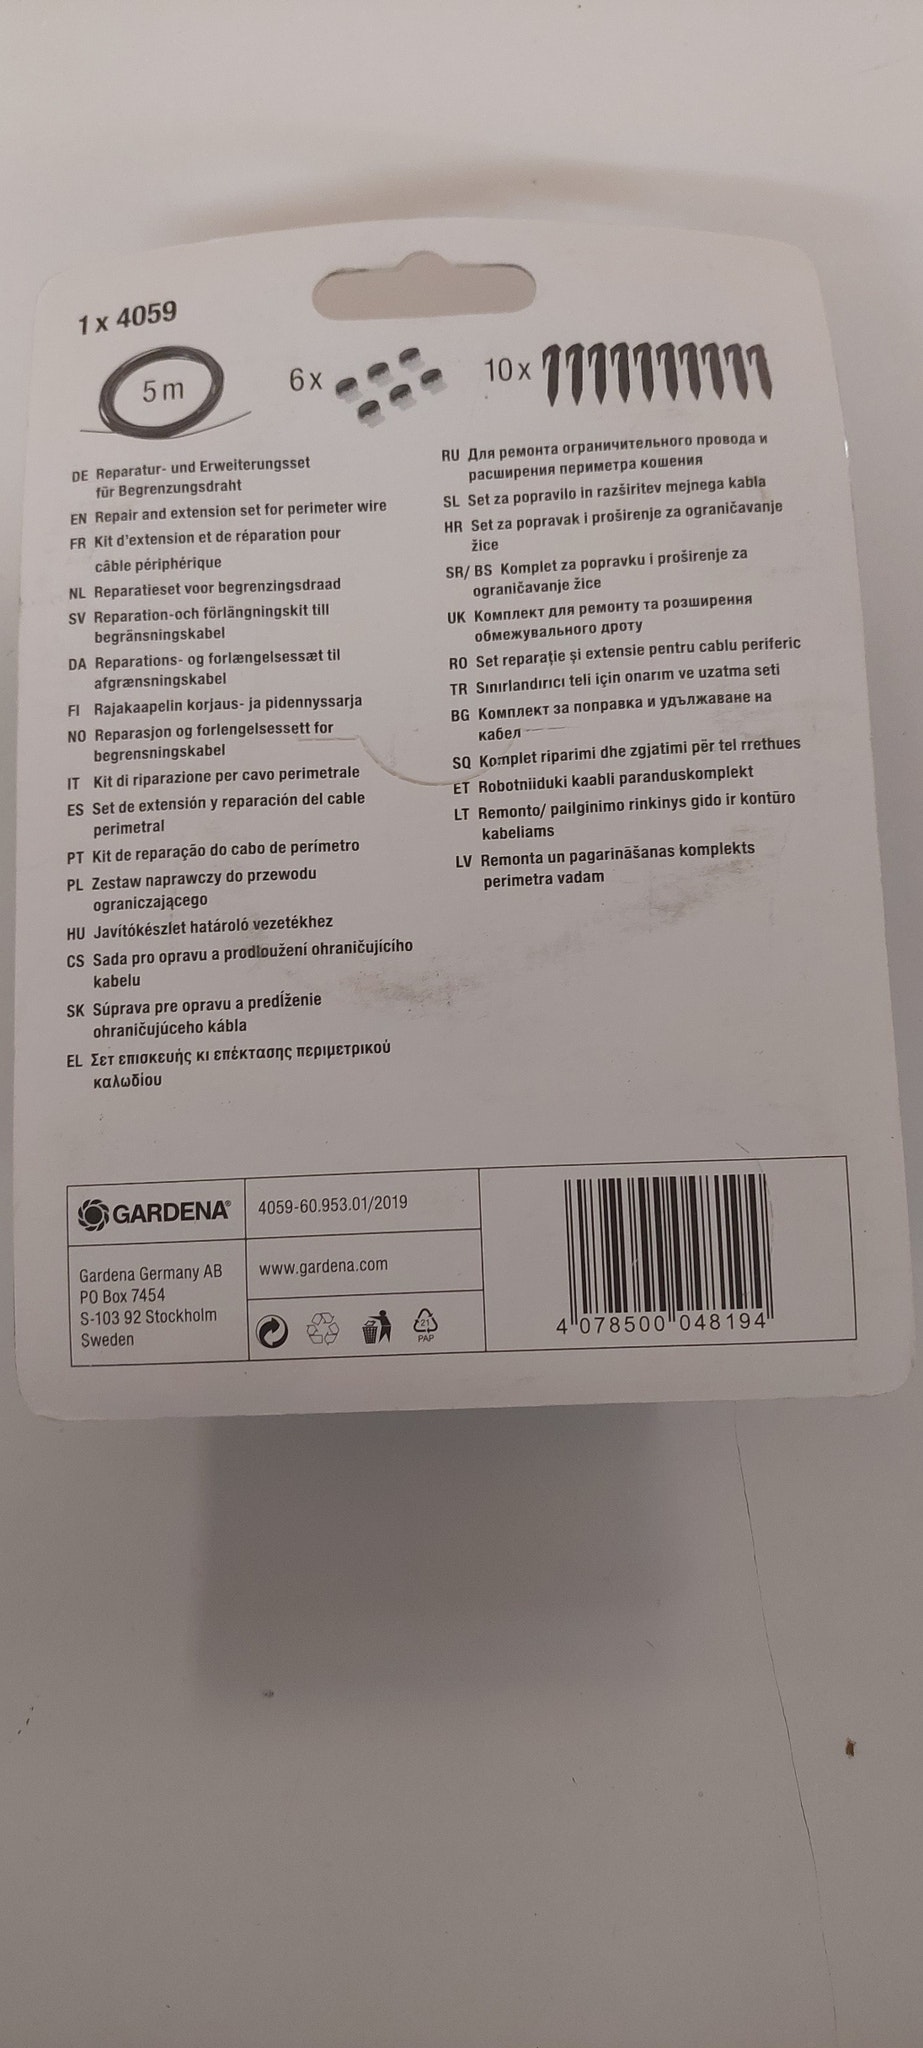 1 x 4059
5 m
6 x
10 x
DE Reparatur- und Erweiterungsset
für Begrenzungsdraht
EN Repair and extension set for perimeter wire
FR Kit d'extension et de réparation pour
câble périphérique
NL Reparatieset voor begrenzingsdraad
SV Reparation-och förlängningskit till
begränsningskabel
DA Reparations- og forlængelsessæt til
afgrænsningskabel
FI Rajakaapelin korjaus- ja pidennyssarja
NO Reparasjon og forlengelsessett for
begrensningskabel
IT Kit di riparazione per cavo perimetrale
ES Set de extensión y reparación del cable
perimetral
PT Kit de reparação do cabo de perímetro
PL Zestaw naprawczy do przewodu
ograniczającego
HU Javítókészlet határoló vezetékhez
CS Sada pro opravu a prodloužení ohraničujícího
kabelu
SK Súprava pre opravu a predĺženie
ohraničujúceho kábla
EL Σετ επισκευής κι επέκτασης περιμετρικού
καλωδίου
RU Для ремонта ограничительного провода и
расширения периметра кошения
SL Set za popravilo in razširitev mejnega kabla
HR Set za popravak i proširenje za ograničavanje
žice
SR/ BS Komplet za popravku i proširenje za
ograničavanje žice
UK Комплект для ремонту та розширення
обмежувального дроту
RO Set reparație și extensie pentru cablu periferic
TR Sınırlandırıcı teli için onarım ve uzatma seti
BG Комплект за поправка и удължаване на
кабел
SQ Komplet riparimi dhe zgjatimi për tel rrethues
ET Robotniiduki kaabli paranduskomplekt
LT Remonto/ pailginimo rinkinys gido ir kontūro
kabeliams
LV Remonta un pagarināšanas komplekts
perimetra vadam
GARDENA®
Gardena Germany AB
PO Box 7454
S-103 92 Stockholm
Sweden
4059-60.953.01/2019
www.gardena.com
21
PAP
4 078500 048194